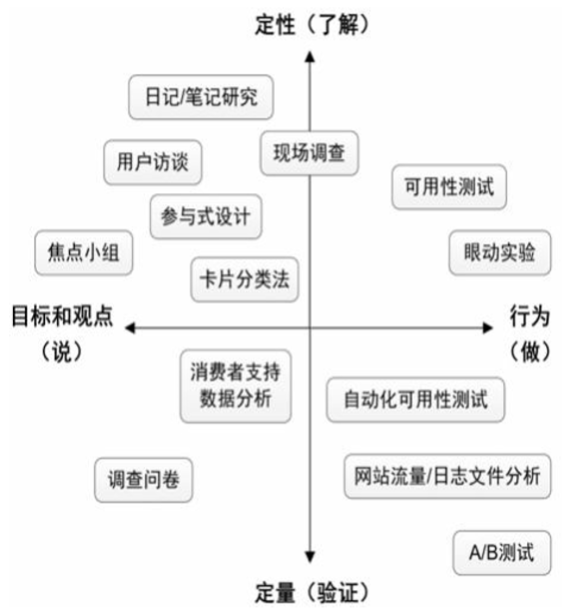 定性（了解）
日记/笔记研究
现场调查
用户访谈
可用性测试
参与式设计
焦点小组
眼动实验
卡片分类法
目标和观点
（说）
行为
（做）
消费者支持
数据分析
自动化可用性测试
调查问卷
网站流量/日志文件分析
A/B测试
定量（验证）